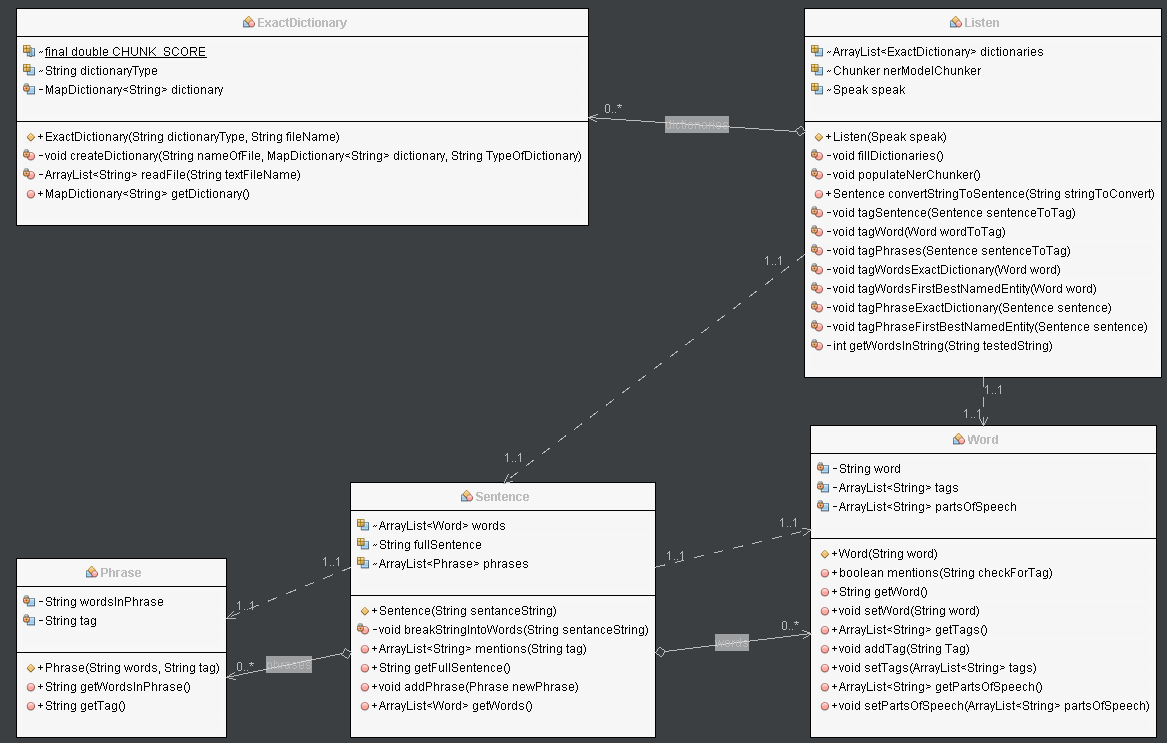 ExactDictionary
~final double CHUNK_SCORE
~String dictionaryType
-MapDictionary<String> dictionary
+ExactDictionary(String dictionaryType, String fileName)
-void createDictionary(String nameOfFile, MapDictionary<String> dictionary, String TypeOfDictionary)
-ArrayList<String> readFile(String textFileName)
+MapDictionary<String> getDictionary()
0..*
dictionaries
Listen
~ArrayList<ExactDictionary> dictionaries
~Chunker nerModelChunker
~Speak speak
+Listen(Speak speak)
-void fillDictionaries()
-void populateNerChunker()
+Sentence convertStringToSentence(String stringToConvert)
-void tagSentence(Sentence sentenceToTag)
-void tagWord(Word wordToTag)
-void tagPhrases(Sentence sentenceToTag)
-void tagWordsExactDictionary(Word word)
-void tagWordsFirstBestNamedEntity(Word word)
-void tagPhraseExactDictionary(Sentence sentence)
-void tagPhraseFirstBestNamedEntity(Sentence sentence)
-int getWordsInString(String testedString)
1..1
1..1
1..1
1..1
Word
-String word
-ArrayList<String> tags
-ArrayList<String> partsOfSpeech
+Word(String word)
+boolean mentions(String checkForTag)
+String getWord()
+void setWord(String word)
+ArrayList<String> getTags()
+void addTag(String Tag)
+void setTags(ArrayList<String> tags)
+ArrayList<String> getPartsOfSpeech()
+void setPartsOfSpeech(ArrayList<String> partsOfSpeech)
Sentence
~ArrayList<Word> words
~String fullSentence
~ArrayList<Phrase> phrases
+Sentence(String sentanceString)
-void breakStringIntoWords(String sentanceString)
+ArrayList<String> mentions(String tag)
+String getFullSentence()
+void addPhrase(Phrase newPhrase)
+ArrayList<Word> getWords()
1..1
1..1
0..*
words
1..1
1..1
0..*
phrases
Phrase
-String wordsInPhrase
-String tag
+Phrase(String words, String tag)
+String getWordsInPhrase()
+String getTag()